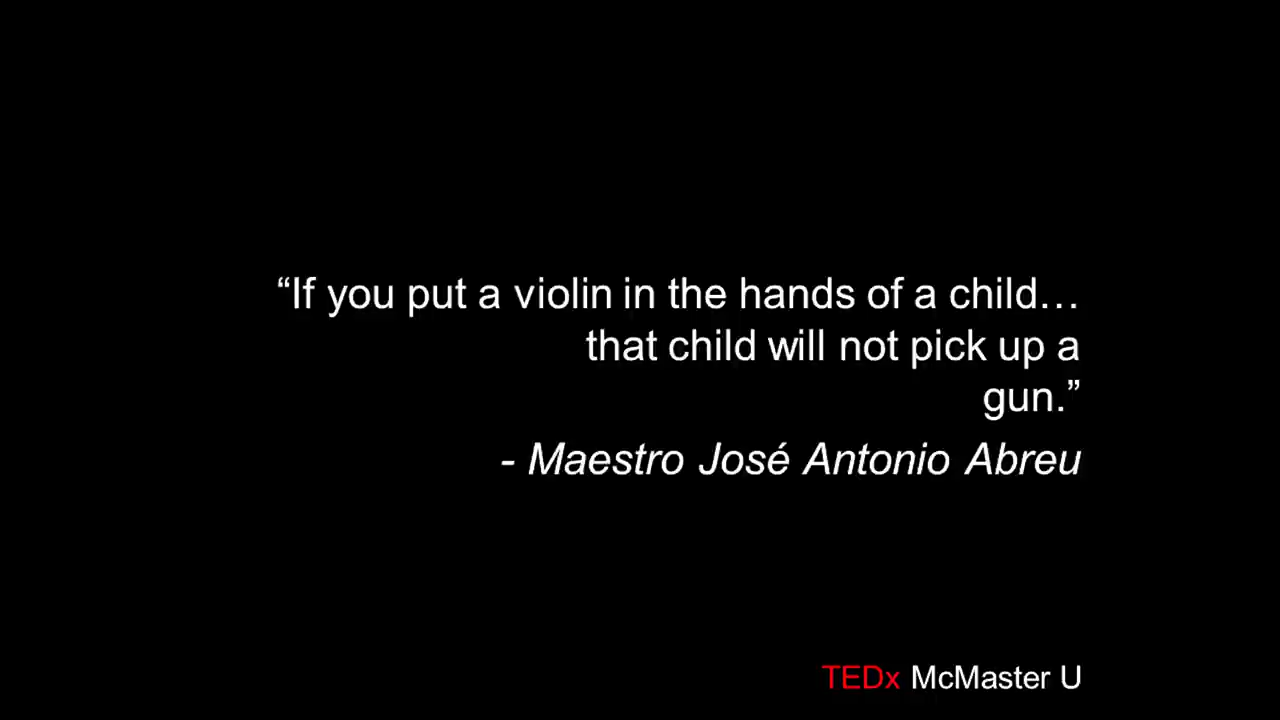 “If you put a violin in the hands of a child…
that child will not pick up a
gun.”
- Maestro José Antonio Abreu
TEDx McMaster U